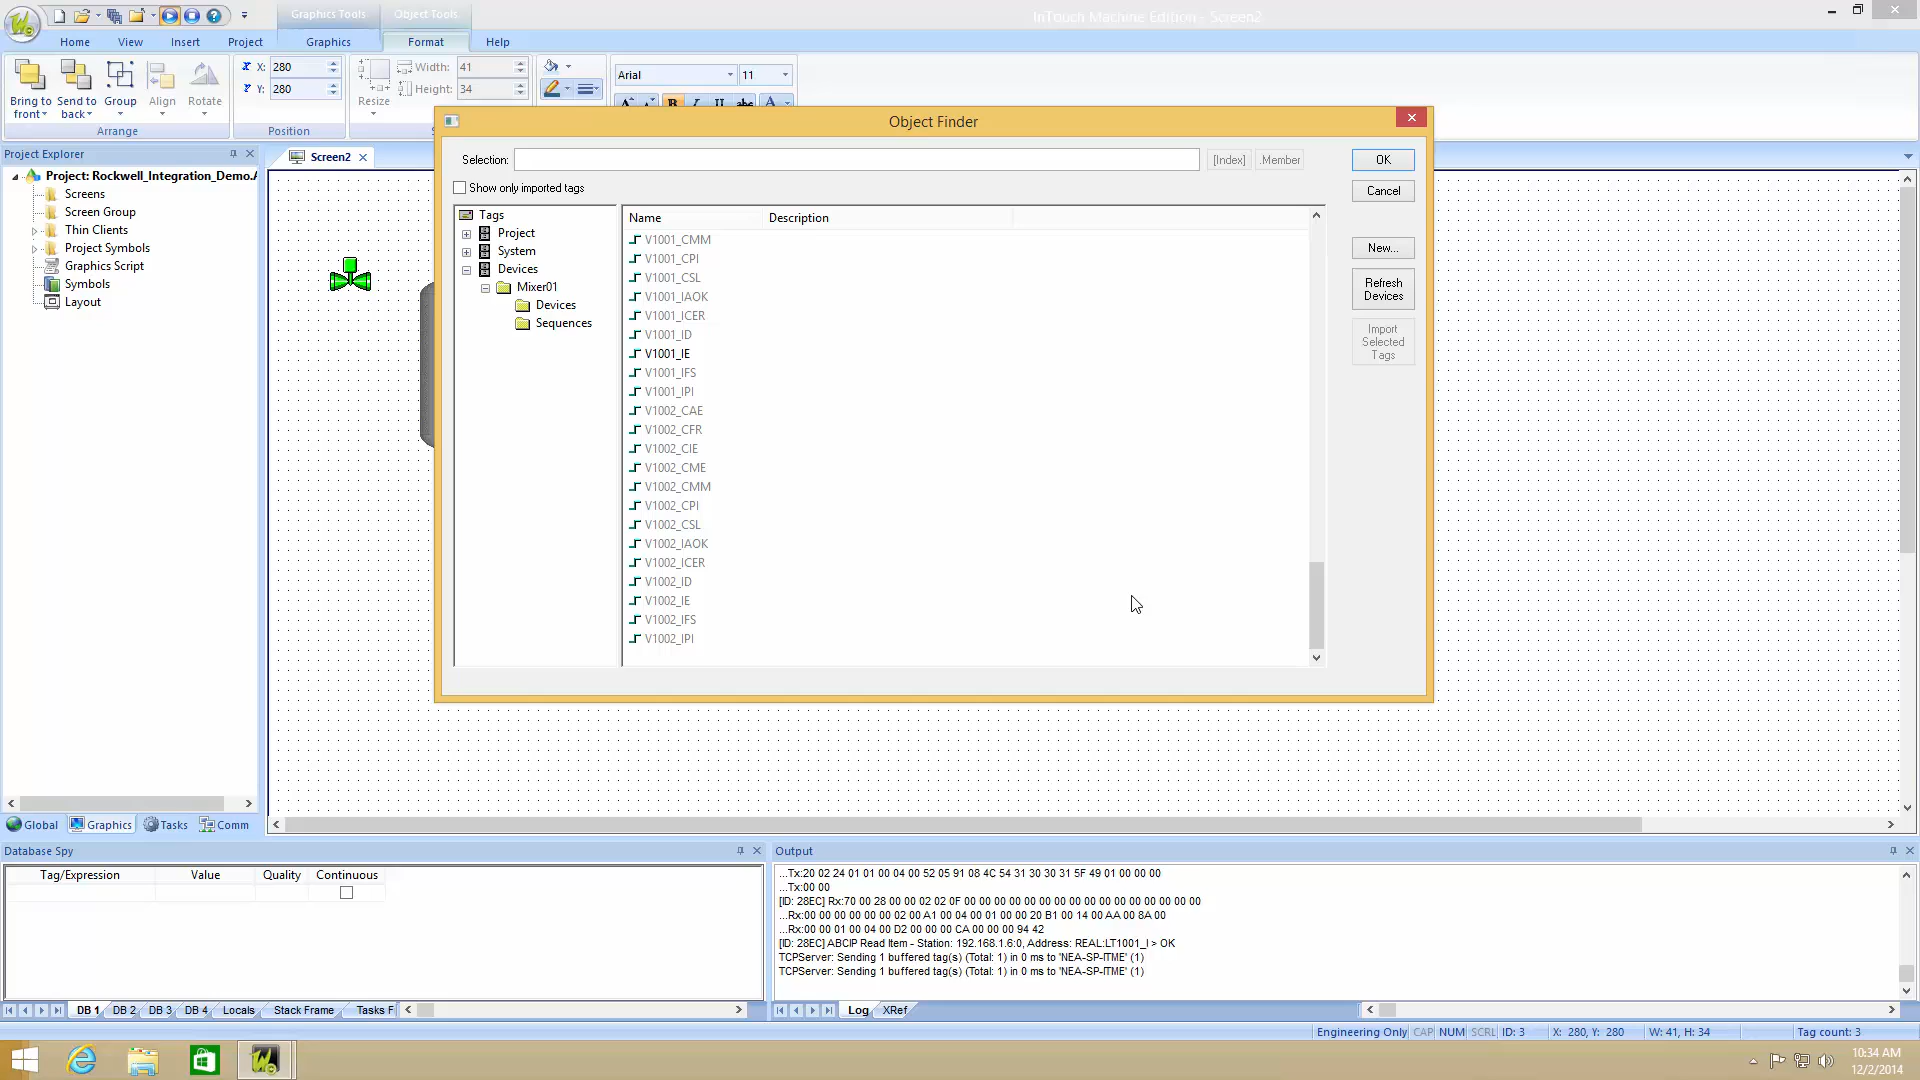 Graphics Tools
Object Tools
InTouch Machine Edition - Screen2
Home
View
Insert
Project
Graphics
Format
Help
X: 280
Y: 280
Width: 41
Height: 34
Arial
11
Bring to front
Send to back
Group
Align
Rotate
Resize
Arrange
Position
Project Explorer
Project: Rockwell_Integration_Demo.A
Screens
Screen Group
Thin Clients
Project Symbols
Graphics Script
Symbols
Layout
Screen2
Object Finder
Selection:
[Index]
.Member
OK
Show only imported tags
Cancel
Tags
Project
System
Devices
Mixer01
Devices
Sequences
Name
Description
V1001_CMM
V1001_CPI
V1001_CSL
V1001_IAOK
V1001_ICER
V1001_ID
V1001_IE
V1001_IFS
V1001_IPI
V1002_CAE
V1002_CFR
V1002_CIE
V1002_CME
V1002_CMM
V1002_CPI
V1002_CSL
V1002_IAOK
V1002_ICER
V1002_ID
V1002_IE
V1002_IFS
V1002_IPI
New...
Refresh Devices
Import Selected Tags
Global
Graphics
Tasks
Comm
Database Spy
Tag/Expression
Value
Quality
Continuous
DB 1
DB 2
DB 3
DB 4
Locals
Stack Frame
Tasks F
Output
...Tx:20 02 24 01 01 00 04 00 52 05 91 08 4C 54 31 30 30 31 5F 49 01 00 00 00
...Tx:00 00
[ID: 28EC] Rx:70 00 28 00 00 02 02 0F 00 00 00 00 00 00 00 00 00 00 00 00 00 00 00 00
...Rx:00 00 00 00 00 00 02 00 A1 00 04 00 01 00 00 20 B1 00 14 00 AA 00 8A 00
...Rx:00 00 01 00 04 00 D2 00 00 00 CA 00 00 00 94 42
[ID: 28EC] ABCIP Read Item - Station: 192.168.1.6:0, Address: REAL:LT1001_I > OK
TCPServer: Sending 1 buffered tag(s) (Total: 1) in 0 ms to 'NEA-SP-ITME' (1)
TCPServer: Sending 1 buffered tag(s) (Total: 1) in 0 ms to 'NEA-SP-ITME' (1)
Log
XRef
Engineering Only
CAP
NUM
SCRL
ID: 3
X: 280, Y: 280
W: 41, H: 34
Tag count: 3
10:34 AM
12/2/2014